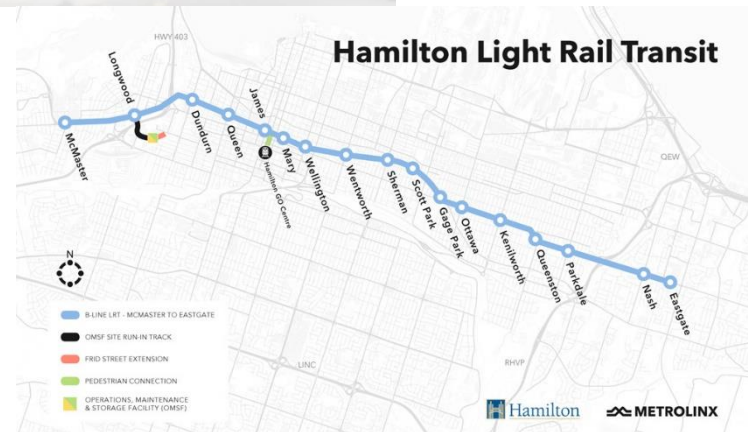 Hamilton Light Rail Transit
HWY 403
Longwood
McMaster
Dundurn
Queen
James
Hamilton GO Centre
Mary
Wellington
Wentworth
Sherman
Scott Park
Gage Park
Ottawa
Kenilworth
Queenston
Parkdale
Nash
Eastgate
QEW
N
B-LINE LRT - MCMASTER TO EASTGATE
OMSF SITE RUN-IN TRACK
FRID STREET EXTENSION
PEDESTRIAN CONNECTION
OPERATIONS, MAINTENANCE
& STORAGE FACILITY (OMSF)
LINC
RHVP
Hamilton
METROLINX